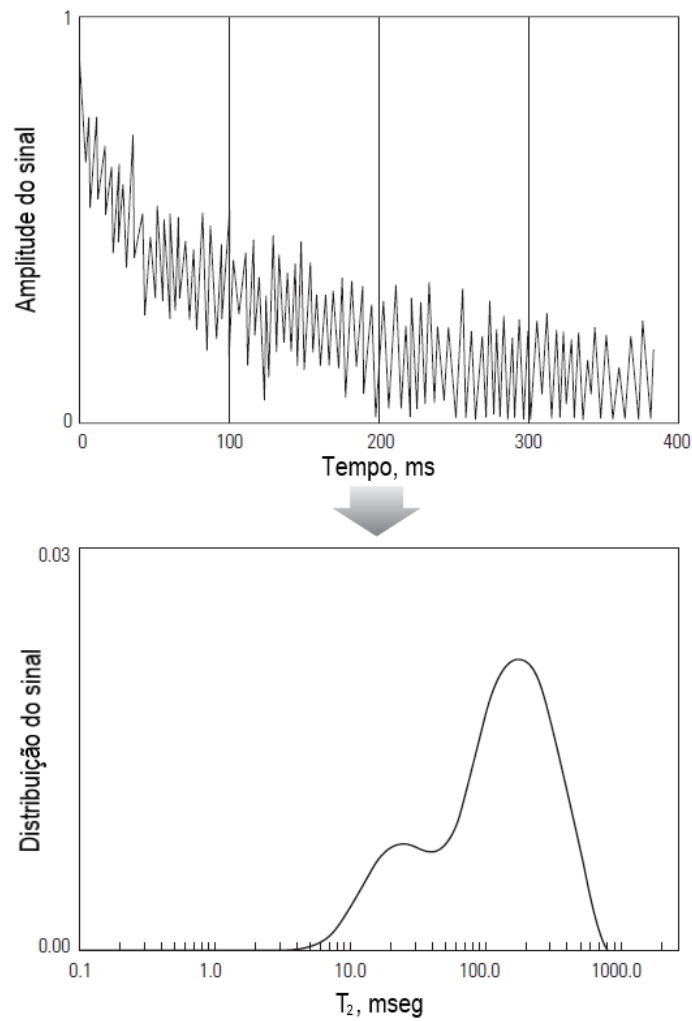 1
Amplitude do sinal
0
0 100 200 300 400
Tempo, ms
0.03
Distribuição do sinal
0.00
0.1 1.0 10.0 100.0 1000.0
T₂, mseg